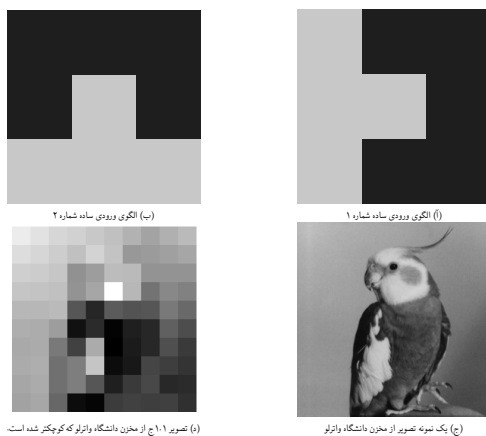 (آ) الگوی ورودی ساده شماره ۱
(ب) الگوی ورودی ساده شماره ۲
(ج) یک نمونه تصویر از مخزن دانشگاه واترلو
(د) تصویر ۱.۱ج از مخزن دانشگاه واترلو که کوچکتر شده است.